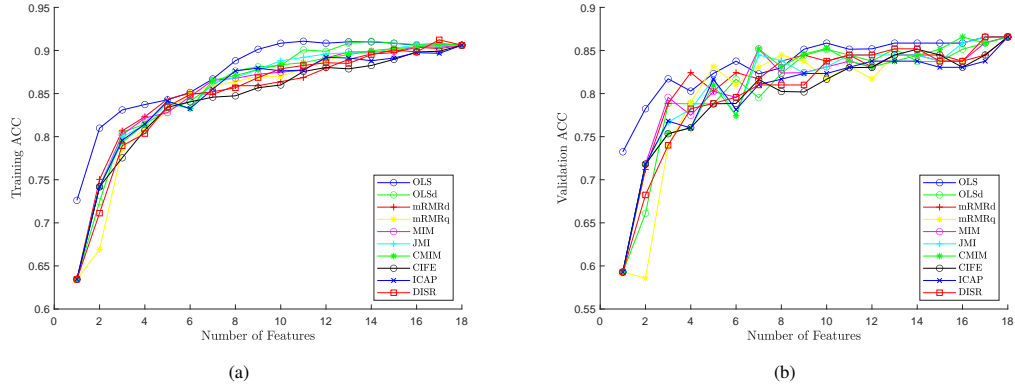 0.95
0.9
0.85
0.8
0.75
0.7
0.65
0.6
Training ACC
0 2 4 6 8 10 12 14 16 18
Number of Features
OLS
OLSd
mRMRd
mRMRq
MIM
JMI
CMIM
CIFE
ICAP
DISR
(a)
0.9
0.85
0.8
0.75
0.7
0.65
0.6
0.55
Validation ACC
0 2 4 6 8 10 12 14 16 18
Number of Features
OLS
OLSd
mRMRd
mRMRq
MIM
JMI
CMIM
CIFE
ICAP
DISR
(b)